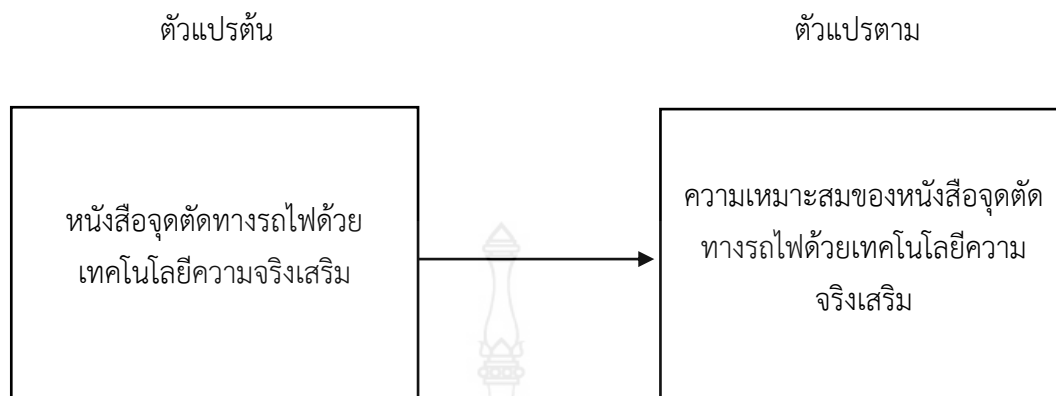 ตัวแปรต้น
ตัวแปรตาม
หนังสือจุดตัดทางรถไฟด้วย
เทคโนโลยีความจริงเสริม
ความเหมาะสมของหนังสือจุดตัด
ทางรถไฟด้วยเทคโนโลยีความ
จริงเสริม